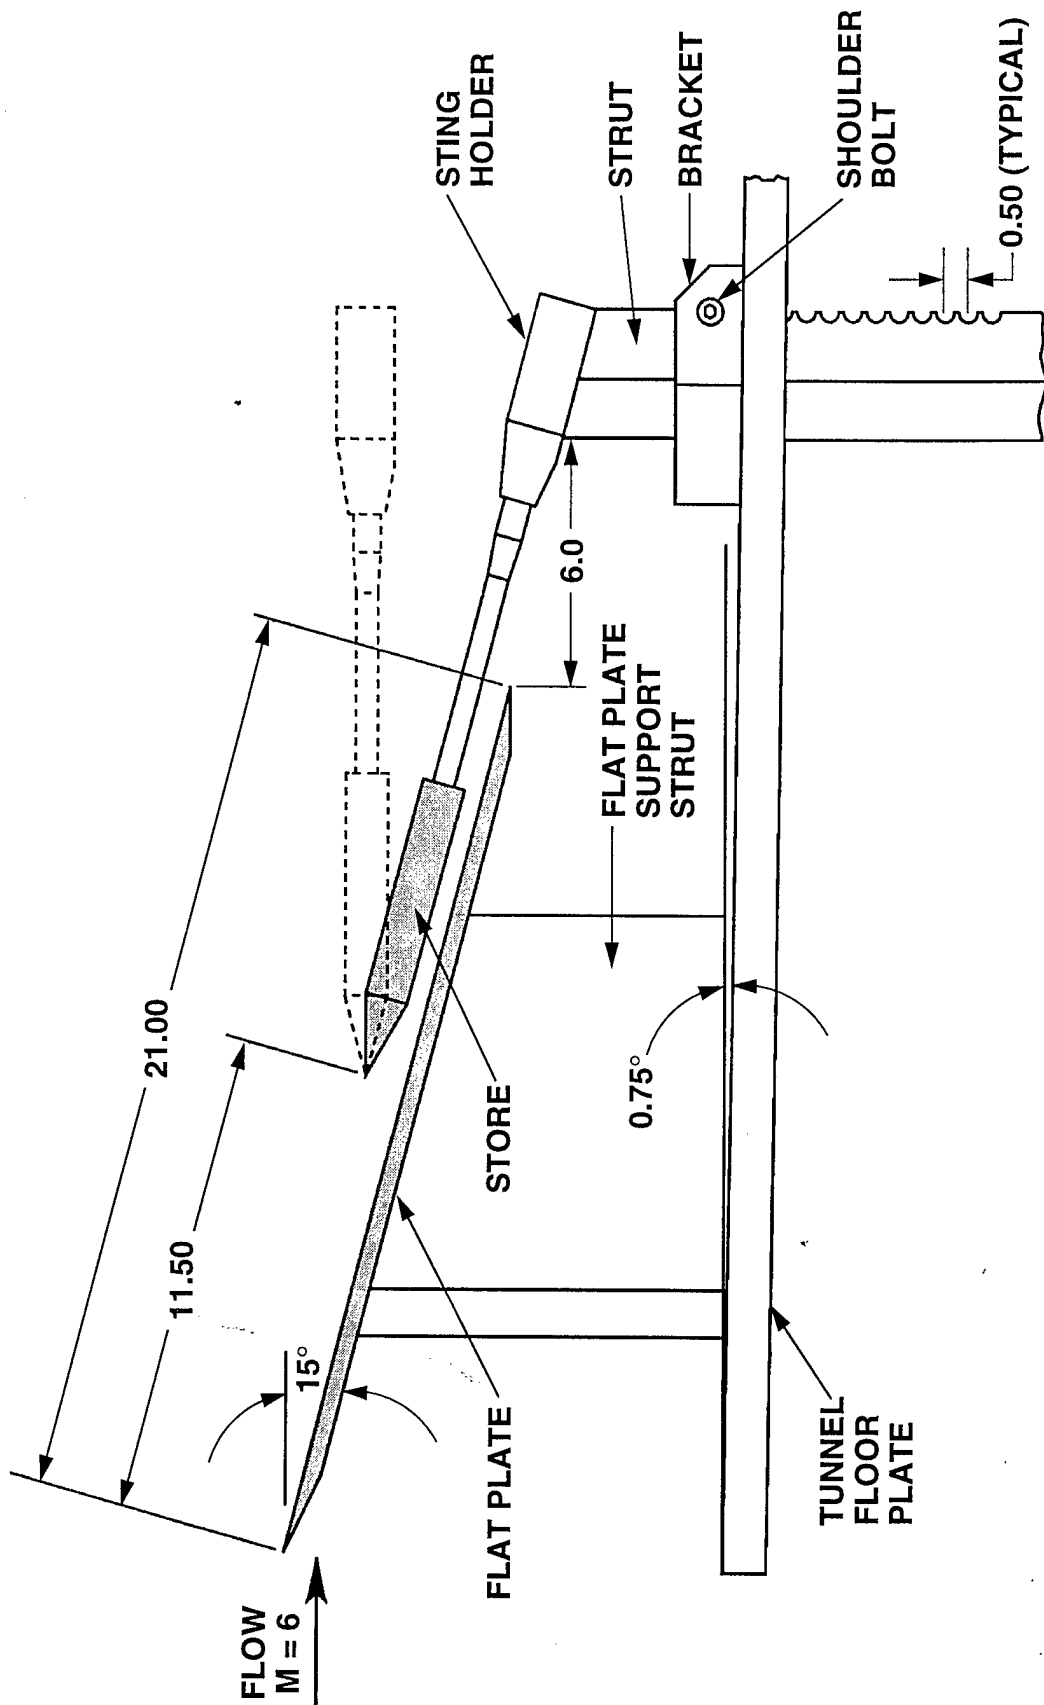 FLOW
M = 6
11.50
21.00
15°
FLAT PLATE
STORE
STING
HOLDER
STRUT
BRACKET
SHOULDER
BOLT
0.50 (TYPICAL)
6.0
FLAT PLATE
SUPPORT
STRUT
0.75°
TUNNEL
FLOOR
PLATE